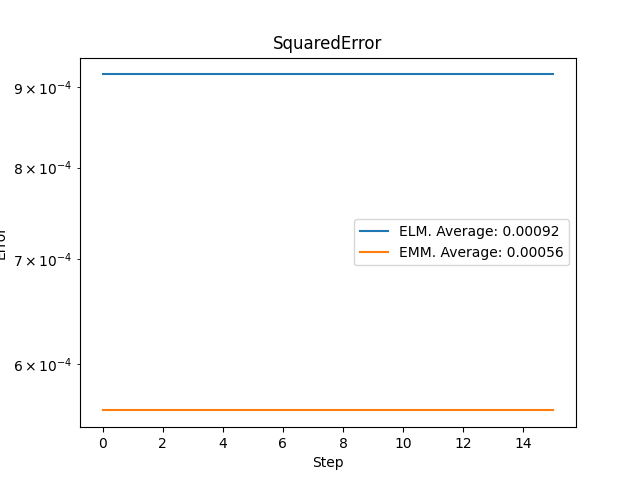 SquaredError
9 × 10⁻⁴
8 × 10⁻⁴
7 × 10⁻⁴
6 × 10⁻⁴
Error
ELM. Average: 0.00092
EMM. Average: 0.00056
0 2 4 6 8 10 12 14
Step